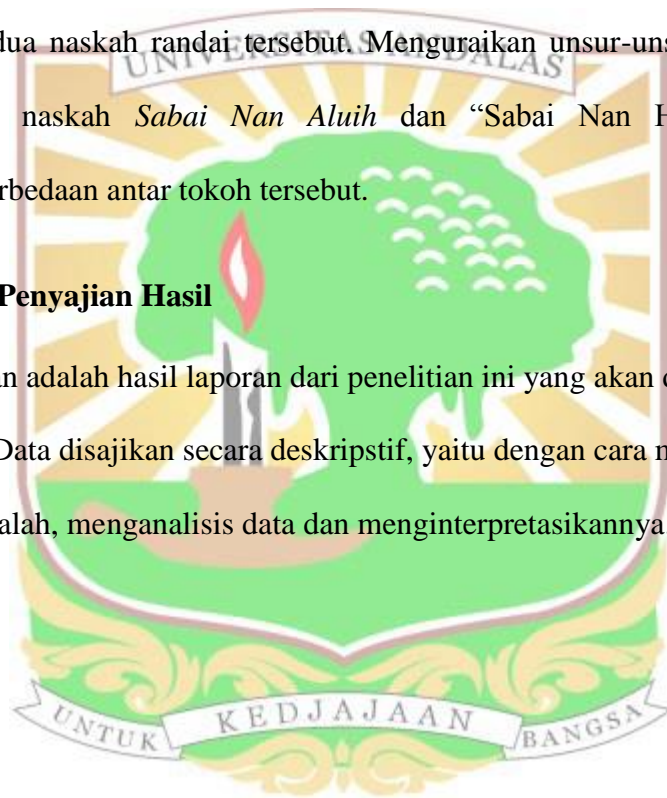 dua naskah randai tersebut. Menguraikan unsur-uns
UNIVERSITAS ANDALAS
naskah Sabai Nan Aluih dan “Sabai Nan H
rbedaan antar tokoh tersebut.
Penyajian Hasil
an adalah hasil laporan dari penelitian ini yang akan d
Data disajikan secara deskripstif, yaitu dengan cara m
alah, menganalisis data dan menginterpretasikannya.
UNTUK KEDJAJAAN BANGSA